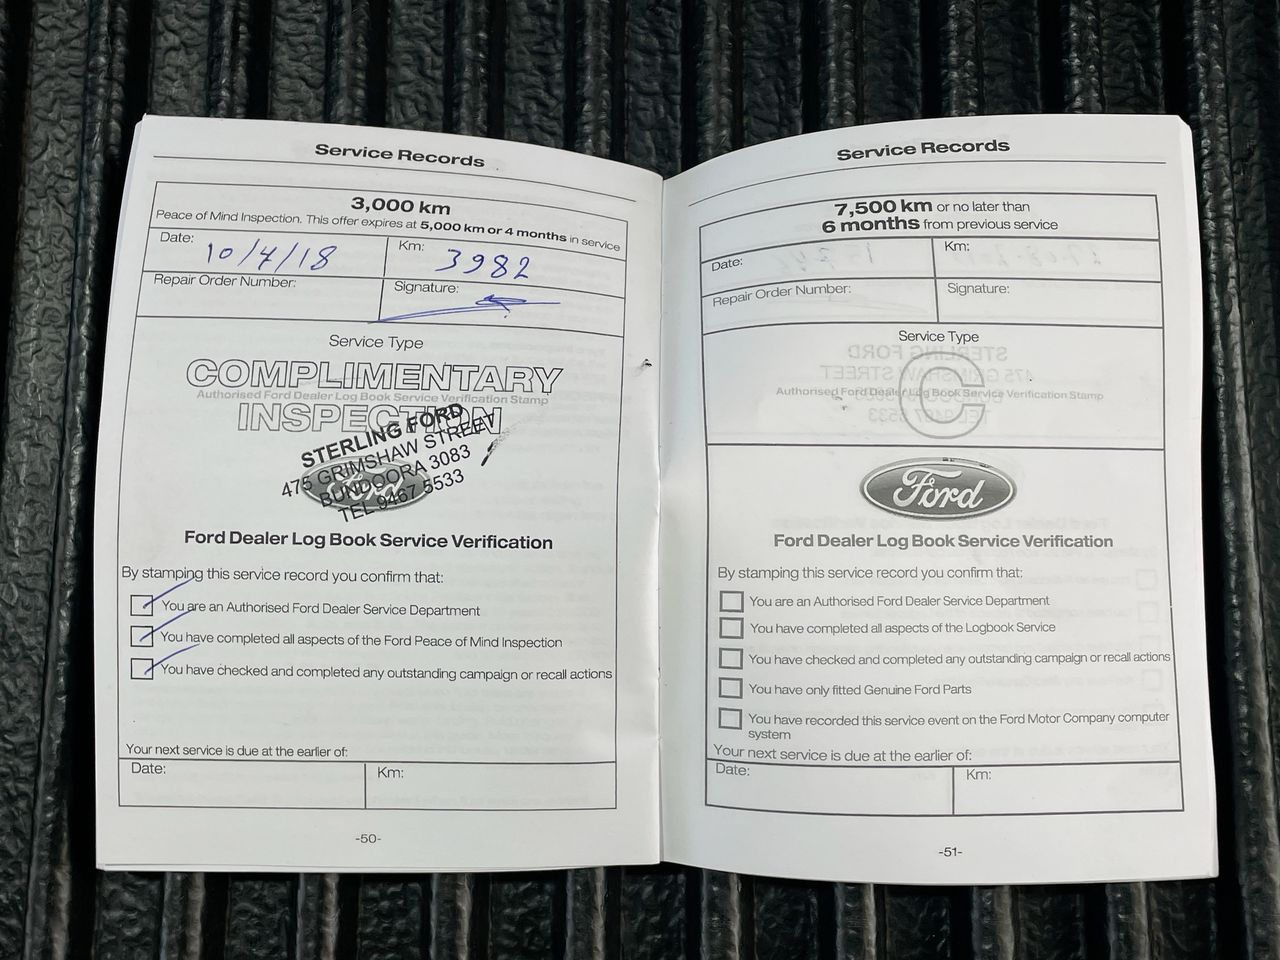 Service Records
3,000 km
Peace of Mind Inspection. This offer expires at 5,000 km or 4 months in service
Date: 10/4/18
Km: 3982
Repair Order Number:
Signature:
Service Type
COMPLIMENTARY
Authorised Ford Dealer Log Book Service Verification Stamp
INSPECTION
STERLING FORD
475 GRIMSHAW STREET
BUNDOORA 3083
TEL 9467 5533
Ford
Ford Dealer Log Book Service Verification
By stamping this service record you confirm that:
You are an Authorised Ford Dealer Service Department
You have completed all aspects of the Ford Peace of Mind Inspection
You have checked and completed any outstanding campaign or recall actions
Your next service is due at the earlier of:
Date:
Km:
-50-
Service Records
7,500 km or no later than
6 months from previous service
Date:
Km:
Repair Order Number:
Signature:
Service Type
C
Authorised Ford Dealer Log Book Service Verification Stamp
Ford
Ford Dealer Log Book Service Verification
By stamping this service record you confirm that:
You are an Authorised Ford Dealer Service Department
You have completed all aspects of the Logbook Service
You have checked and completed any outstanding campaign or recall actions
You have only fitted Genuine Ford Parts
You have recorded this service event on the Ford Motor Company computer
system
Your next service is due at the earlier of:
Date:
Km:
-51-